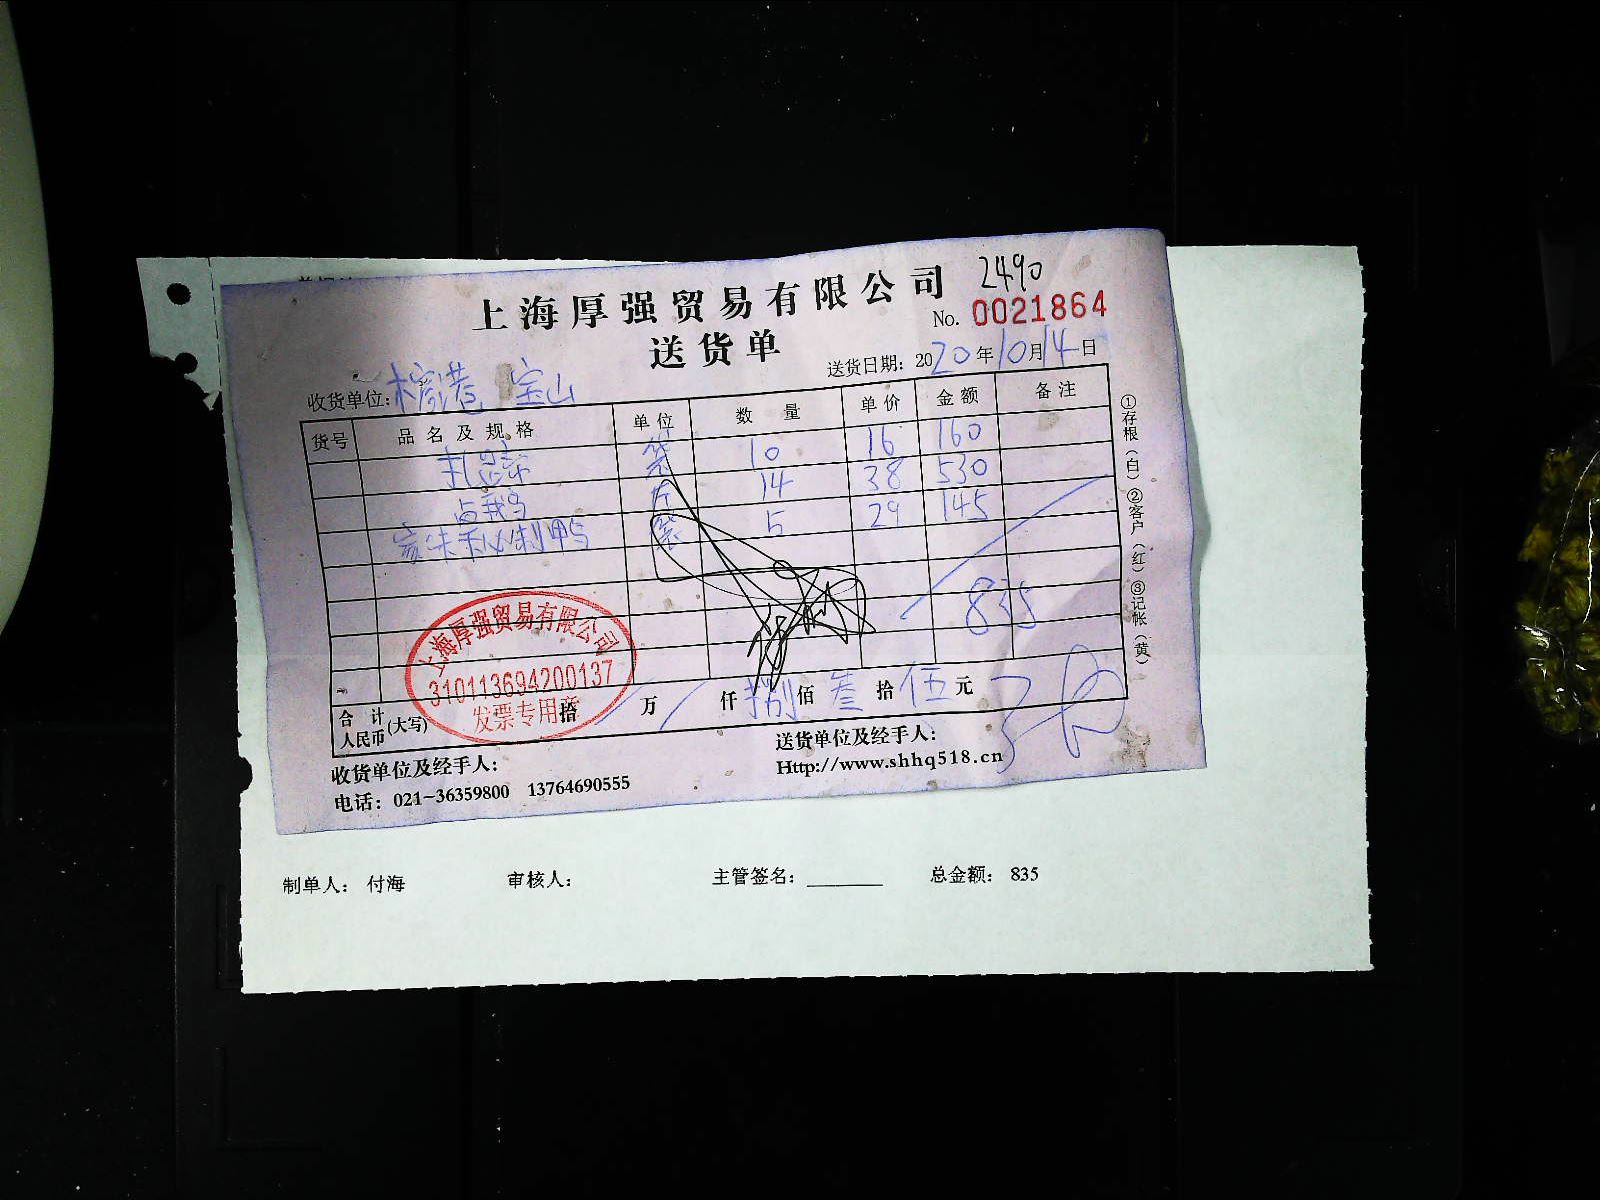 上海厚强贸易有限公司 2490
送货单 No. 0021864
收货单位: 宝山 送货日期: 2020年10月14日
货号 品名及规格 单位 数量 单价 金额 备注
袋 10 16 160
卤鹅 14 38 530
秘制鸭 袋 5 29 145
835
上海厚强贸易有限公司
310113694200137
发票专用章
合计人民币(大写) 拾 万 仟 捌 佰 叁 拾 伍 元
收货单位及经手人: 送货单位及经手人:
电话: 021-36359800 13764690555 Http://www.shhq518.cn
①存根(白)②客户(红)③记帐(黄)
制单人: 付海 审核人: 主管签名: 总金额: 835